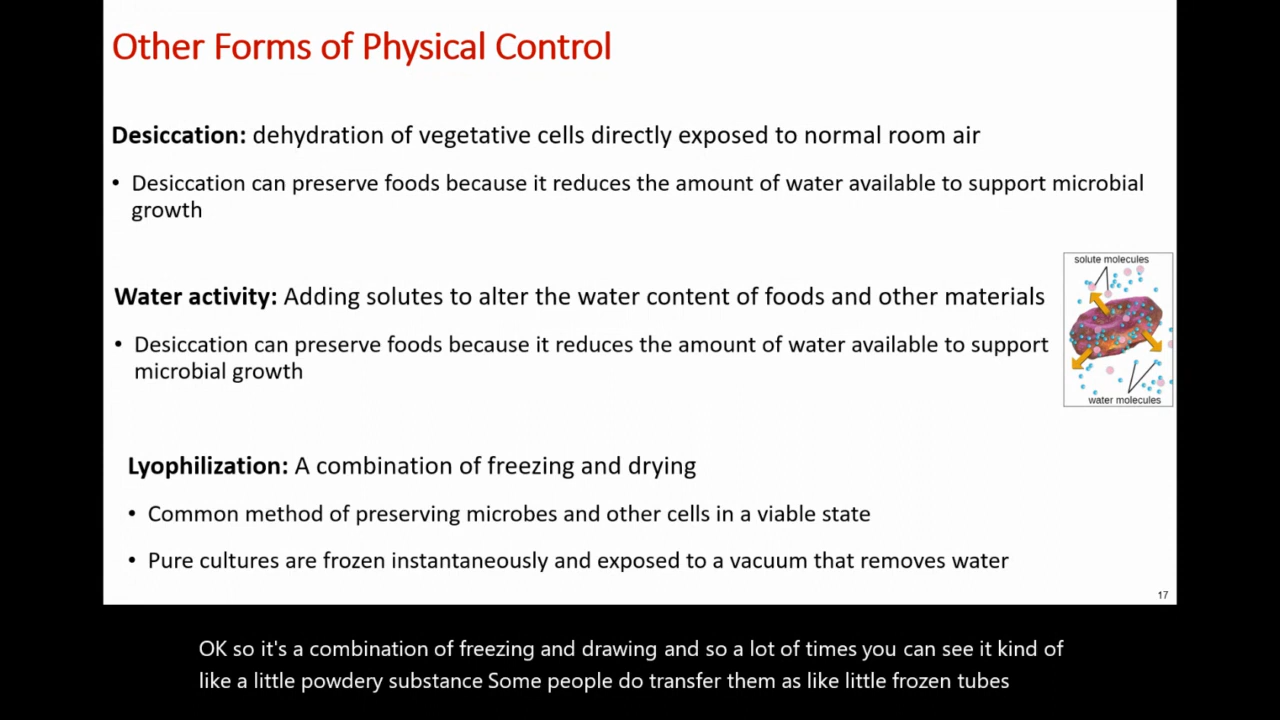 Other Forms of Physical Control
Desiccation: dehydration of vegetative cells directly exposed to normal room air
• Desiccation can preserve foods because it reduces the amount of water available to support microbial
growth
solute molecules
Water activity: Adding solutes to alter the water content of foods and other materials
• Desiccation can preserve foods because it reduces the amount of water available to support
microbial growth
water molecules
Lyophilization: A combination of freezing and drying
• Common method of preserving microbes and other cells in a viable state
• Pure cultures are frozen instantaneously and exposed to a vacuum that removes water
17
OK so it's a combination of freezing and drawing and so a lot of times you can see it kind of
like a little powdery substance Some people do transfer them as like little frozen tubes